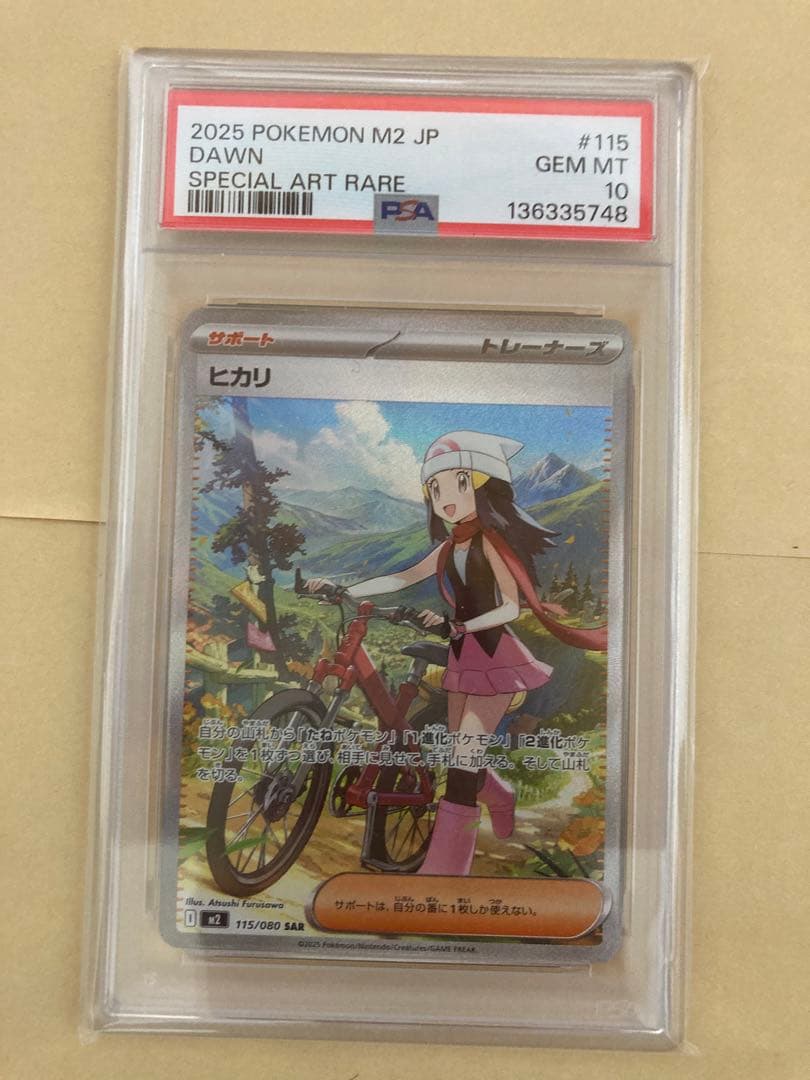 2025 POKEMON M2 JP #115
DAWN GEM MT
SPECIAL ART RARE 10
PSA 136335748
サポート トレーナーズ
ヒカリ
自分の山札から「たねポケモン」「1進化ポケモン」「2進化ポケ
モン」を1枚ずつ選び、相手に見せて、手札に加える。そして山札
を切る。
Illus. Atsushi Furusawa
サポートは、自分の番に1枚しか使えない。
I M2 115/080 SAR
©2025 Pokémon/Nintendo/Creatures/GAME FREAK.
PSA